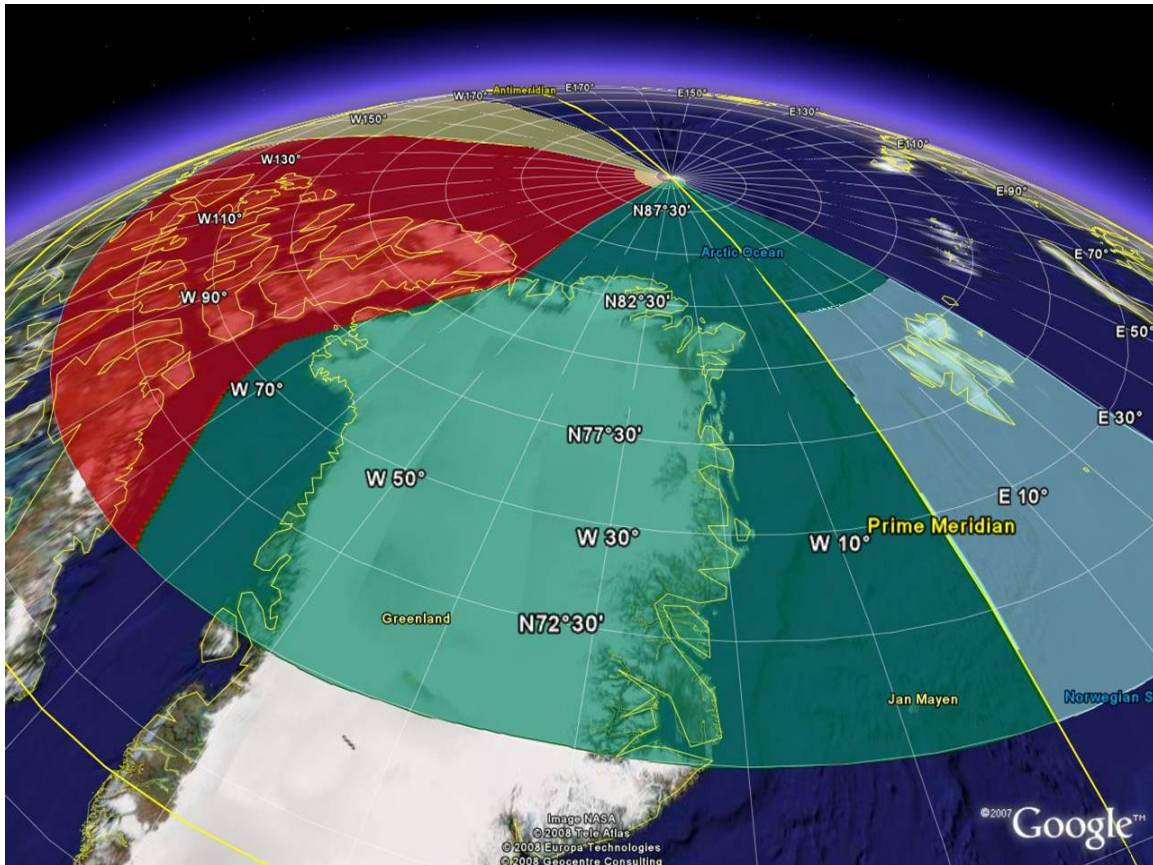 Antimeridian
W170°
E170°
E150°
W150°
E130°
W130°
E110°
W110°
E 90°
N87°30'
Arctic Ocean
E 70°
W 90°
N82°30'
E 50°
W 70°
E 30°
N77°30'
W 50°
E 10°
Prime Meridian
W 30°
W 10°
Greenland
N72°30'
Jan Mayen
Norwegian S
Image NASA
© 2008 Tele Atlas
© 2008 Europa Technologies
© 2008 Geocentre Consulting
©2007 Google™